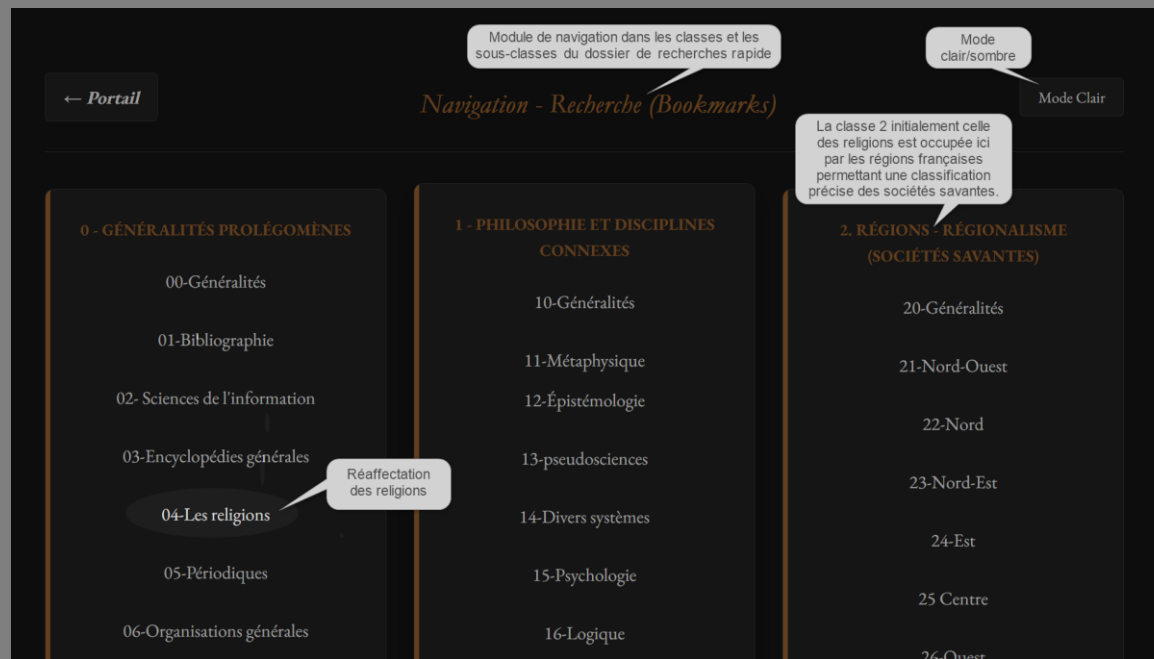 Module de navigation dans les classes et les
sous-classes du dossier de recherches rapide
Mode
clair/sombre
← Portail
Navigation - Recherche (Bookmarks)
Mode Clair
La classe 2 initialement celle
des religions est occupée ici
par les régions françaises
permettant une classification
précise des sociétés savantes.
0 - GÉNÉRALITÉS PROLÉGOMÈNES
00-Généralités
01-Bibliographie
02- Sciences de l'information
03-Encyclopédies générales
Réaffectation
des religions
04-Les religions
05-Périodiques
06-Organisations générales
1 - PHILOSOPHIE ET DISCIPLINES
CONNEXES
10-Généralités
11-Métaphysique
12-Épistémologie
13-pseudosciences
14-Divers systèmes
15-Psychologie
16-Logique
2. RÉGIONS - RÉGIONALISME
(SOCIÉTÉS SAVANTES)
20-Généralités
21-Nord-Ouest
22-Nord
23-Nord-Est
24-Est
25 Centre
26-Ouest